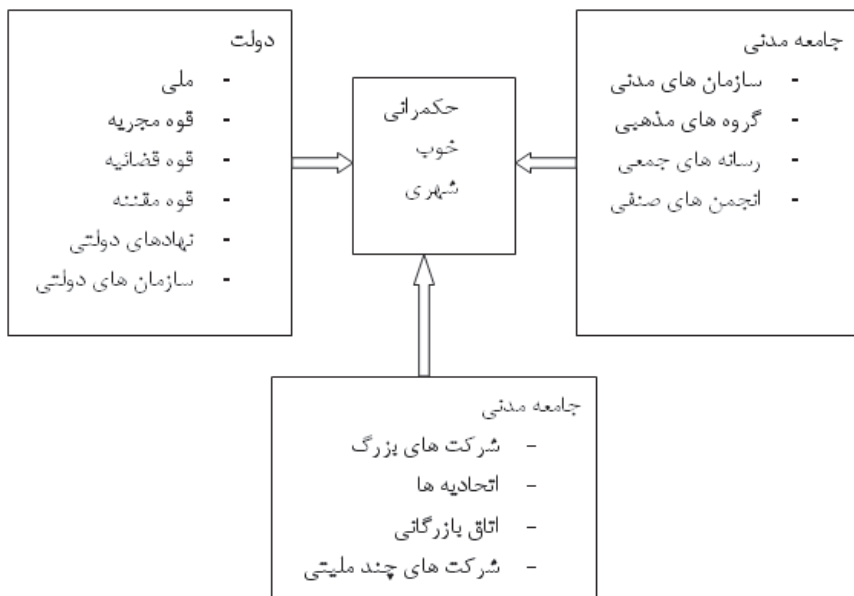 جامعه مدنی
- سازمان های مدنی
- گروه های مذهبی
- رسانه های جمعی
- انجمن های صنفی
حکمرانی
خوب
شهری
دولت
- ملی
- قوه مجریه
- قوه قضائیه
- قوه مقننه
- نهادهای دولتی
- سازمان های دولتی
جامعه مدنی
- شرکت های بزرگ
- اتحادیه ها
- اتاق بازرگانی
- شرکت های چند ملیتی